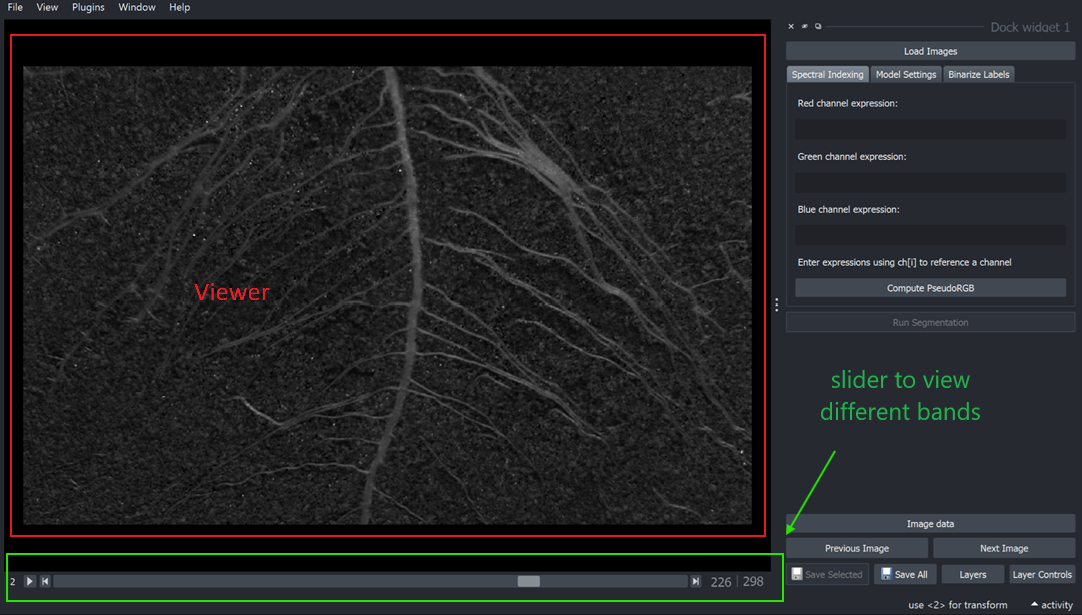 File View Plugins Window Help
Dock widget 1
Load Images
Spectral Indexing Model Settings Binarize Labels
Red channel expression:
Green channel expression:
Blue channel expression:
Enter expressions using ch[i] to reference a channel
Compute PseudoRGB
Run Segmentation
Viewer
slider to view
different bands
Image data
Previous Image Next Image
Save Selected Save All Layers Layer Controls
2 226 298
use <2> for transform activity